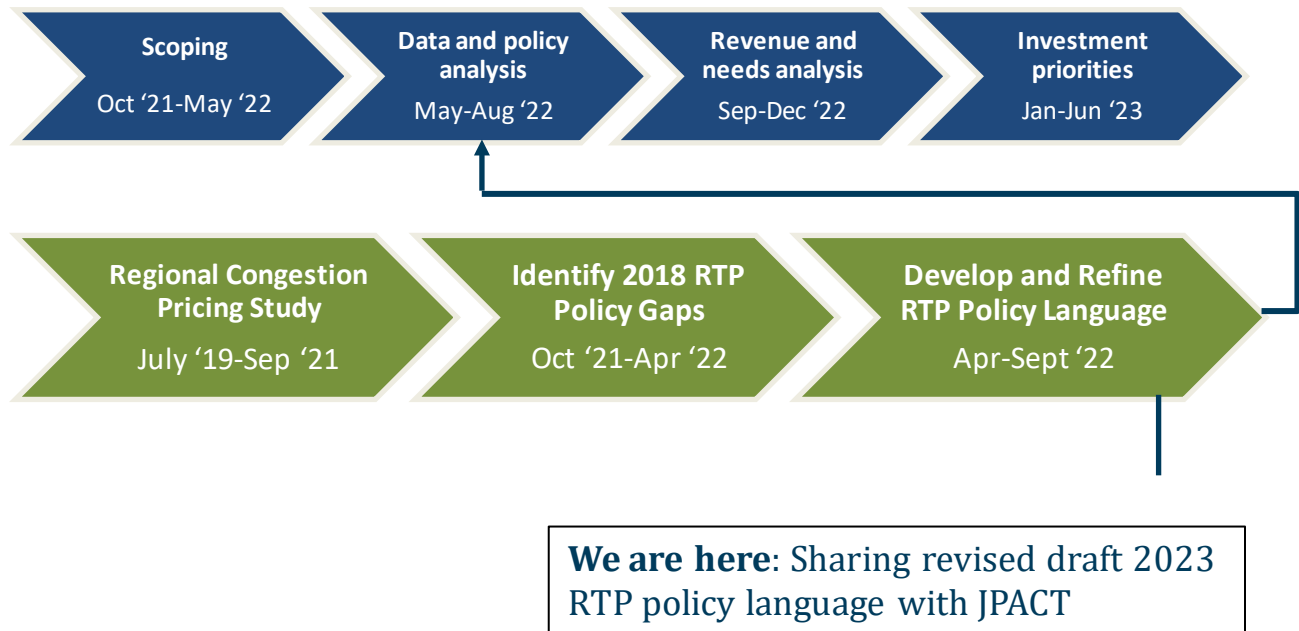 Scoping
Oct ‘21-May ‘22
Data and policy
analysis
May-Aug ‘22
Revenue and
needs analysis
Sep-Dec ‘22
Investment
priorities
Jan-Jun ‘23
Regional Congestion
Pricing Study
July ‘19-Sep ‘21
Identify 2018 RTP
Policy Gaps
Oct ‘21-Apr ‘22
Develop and Refine
RTP Policy Language
Apr-Sept ‘22
We are here: Sharing revised draft 2023
RTP policy language with JPACT